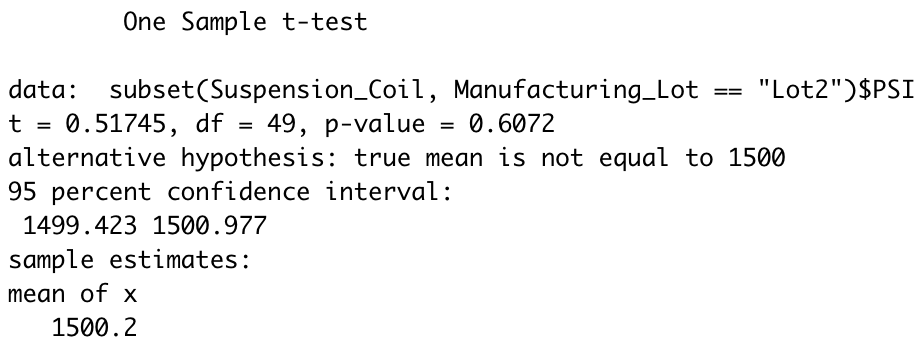 One Sample t-test
data:  subset(Suspension_Coil, Manufacturing_Lot == "Lot2")$PSI
t = 0.51745, df = 49, p-value = 0.6072
alternative hypothesis: true mean is not equal to 1500
95 percent confidence interval:
1499.423 1500.977
sample estimates:
mean of x
1500.2